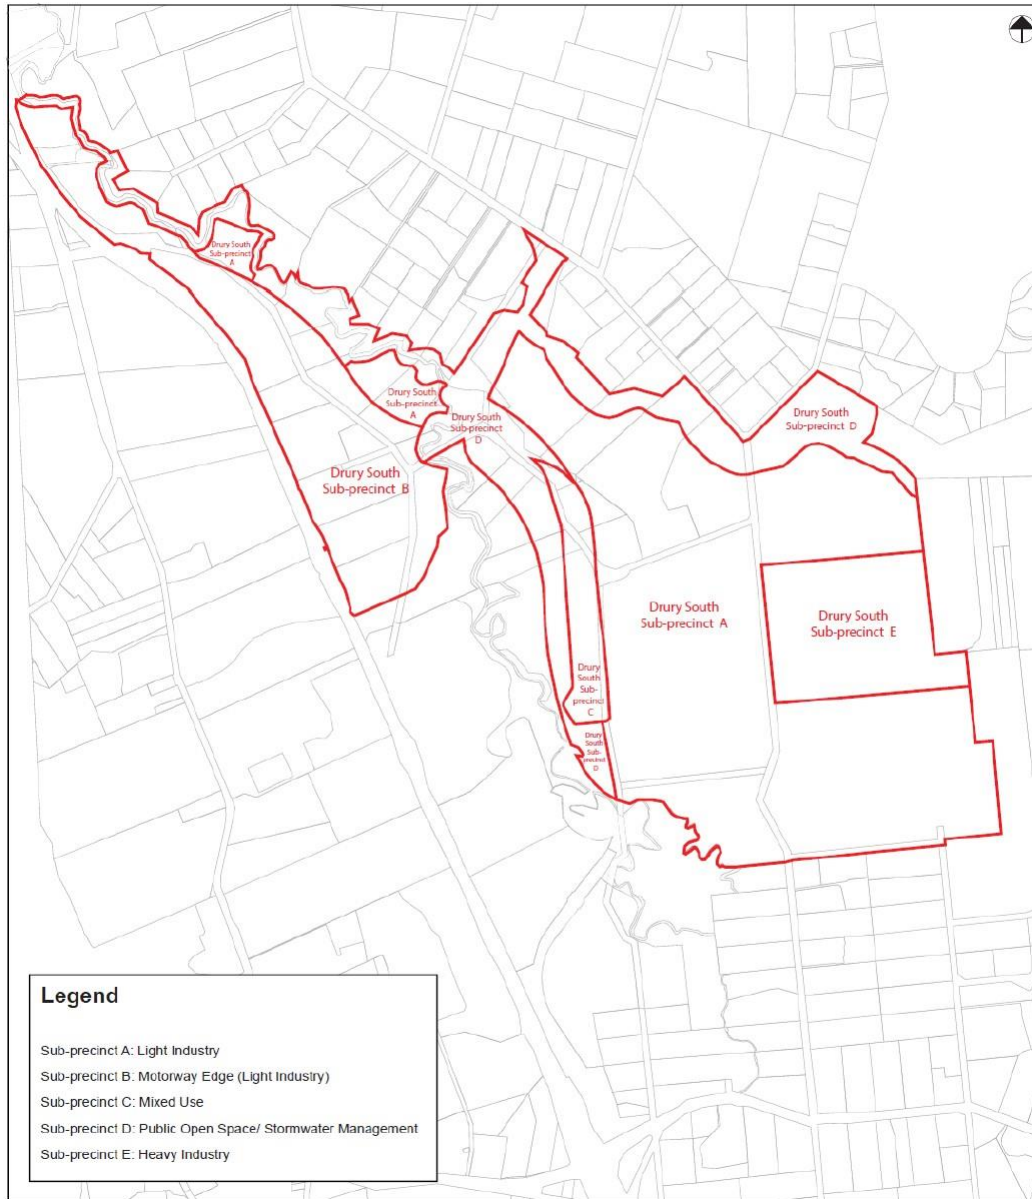 Drury South
Sub-precinct
A
Drury South
Sub-precinct
A
Drury South
Sub-precinct
D
Drury South
Sub-precinct D
Drury South
Sub-precinct B
Drury South
Sub-precinct A
Drury South
Sub-precinct E
Drury
South
Sub-
precinct
C
Drury
South
Sub-
precinct
D
Legend
Sub-precinct A: Light Industry
Sub-precinct B: Motorway Edge (Light Industry)
Sub-precinct C: Mixed Use
Sub-precinct D: Public Open Space/ Stormwater Management
Sub-precinct E: Heavy Industry